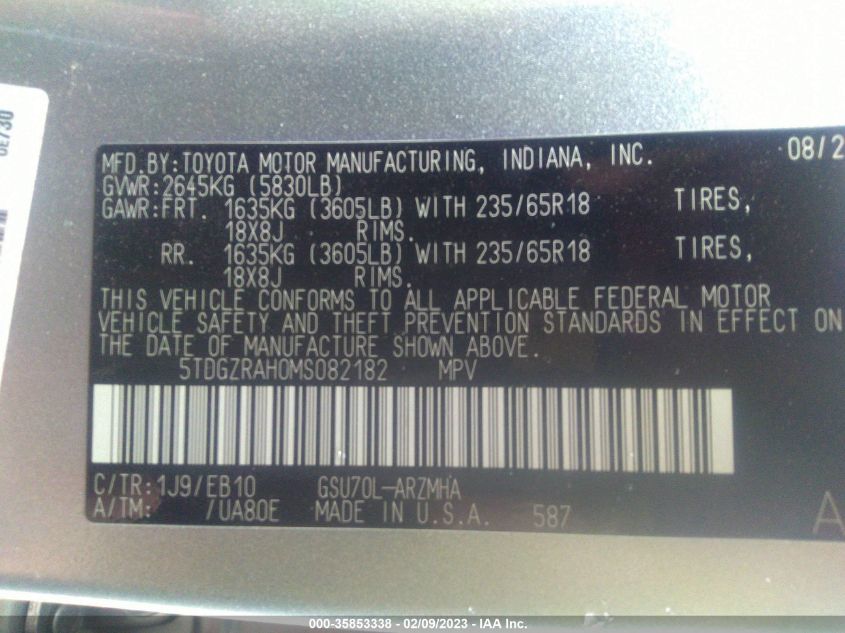 OE730
MFD.BY:TOYOTA MOTOR MANUFACTURING, INDIANA, INC. 08/2
GVWR:2645KG (5830LB)
GAWR:FRT. 1635KG (3605LB) WITH 235/65R18 TIRES,
18X8J RIMS.
RR. 1635KG (3605LB) WITH 235/65R18 TIRES,
18X8J RIMS.
THIS VEHICLE CONFORMS TO ALL APPLICABLE FEDERAL MOTOR
VEHICLE SAFETY AND THEFT PREVENTION STANDARDS IN EFFECT ON
THE DATE OF MANUFACTURE SHOWN ABOVE.
5TDGZRAH0MS082182 MPV
C/TR:1J9/EB10 GSU70L-ARZMHA
A/TM: /UA80E MADE IN U.S.A. 587
A
000-35853338 - 02/09/2023 - IAA Inc.